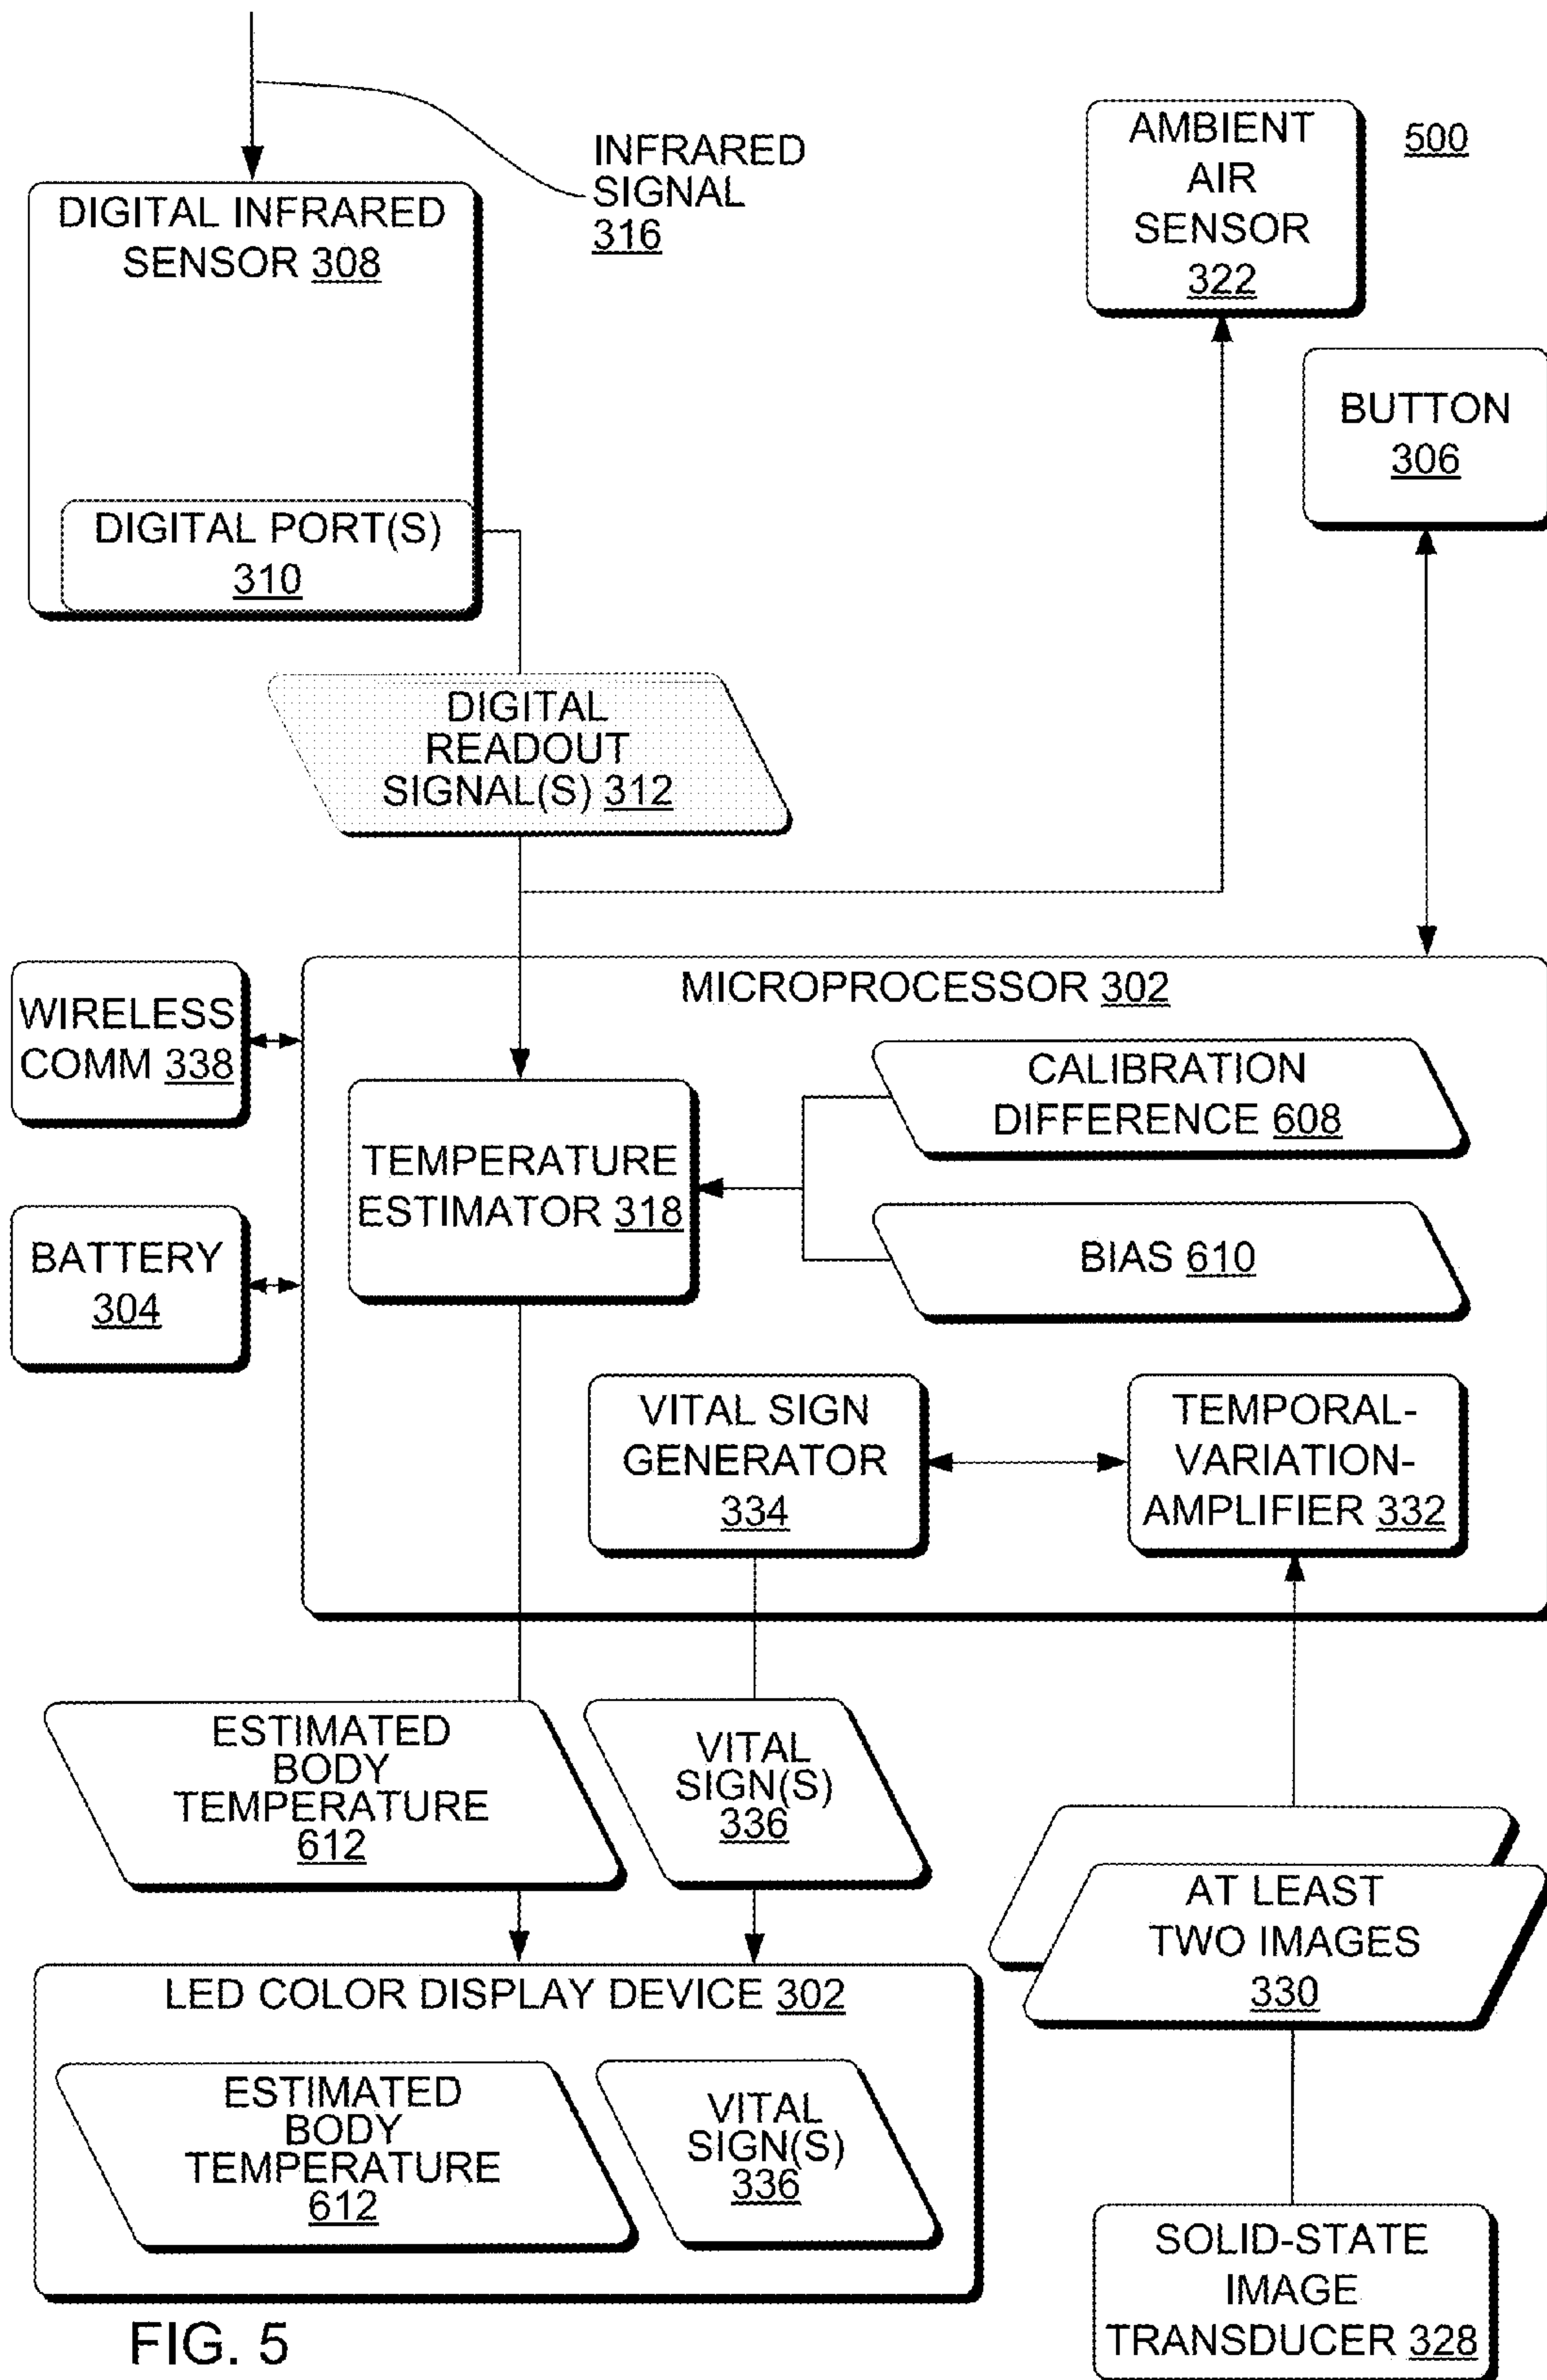 INFRARED
SIGNAL
316
AMBIENT
AIR
SENSOR
322
500
DIGITAL INFRARED
SENSOR 308
BUTTON
306
DIGITAL PORT(S)
310
DIGITAL
READOUT
SIGNAL(S) 312
MICROPROCESSOR 302
WIRELESS
COMM 338
CALIBRATION
DIFFERENCE 608
TEMPERATURE
ESTIMATOR 318
BATTERY
304
BIAS 610
VITAL SIGN
GENERATOR
334
TEMPORAL-
VARIATION-
AMPLIFIER 332
ESTIMATED
BODY
TEMPERATURE
612
VITAL
SIGN(S)
336
AT LEAST
TWO IMAGES
330
LED COLOR DISPLAY DEVICE 302
ESTIMATED
BODY
TEMPERATURE
612
VITAL
SIGN(S)
336
SOLID-STATE
IMAGE
TRANSDUCER 328
FIG. 5